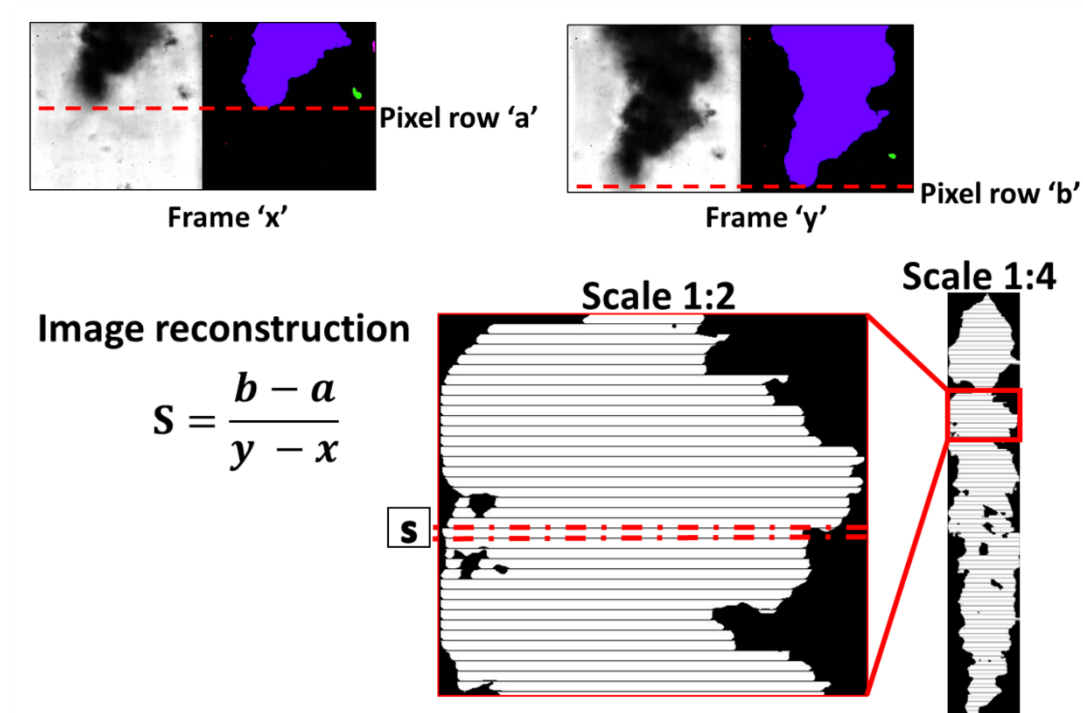 Pixel row ‘a’
Frame ‘x’
Pixel row ‘b’
Frame ‘y’
Image reconstruction
S = b − a / y − x
Scale 1:2
Scale 1:4
s